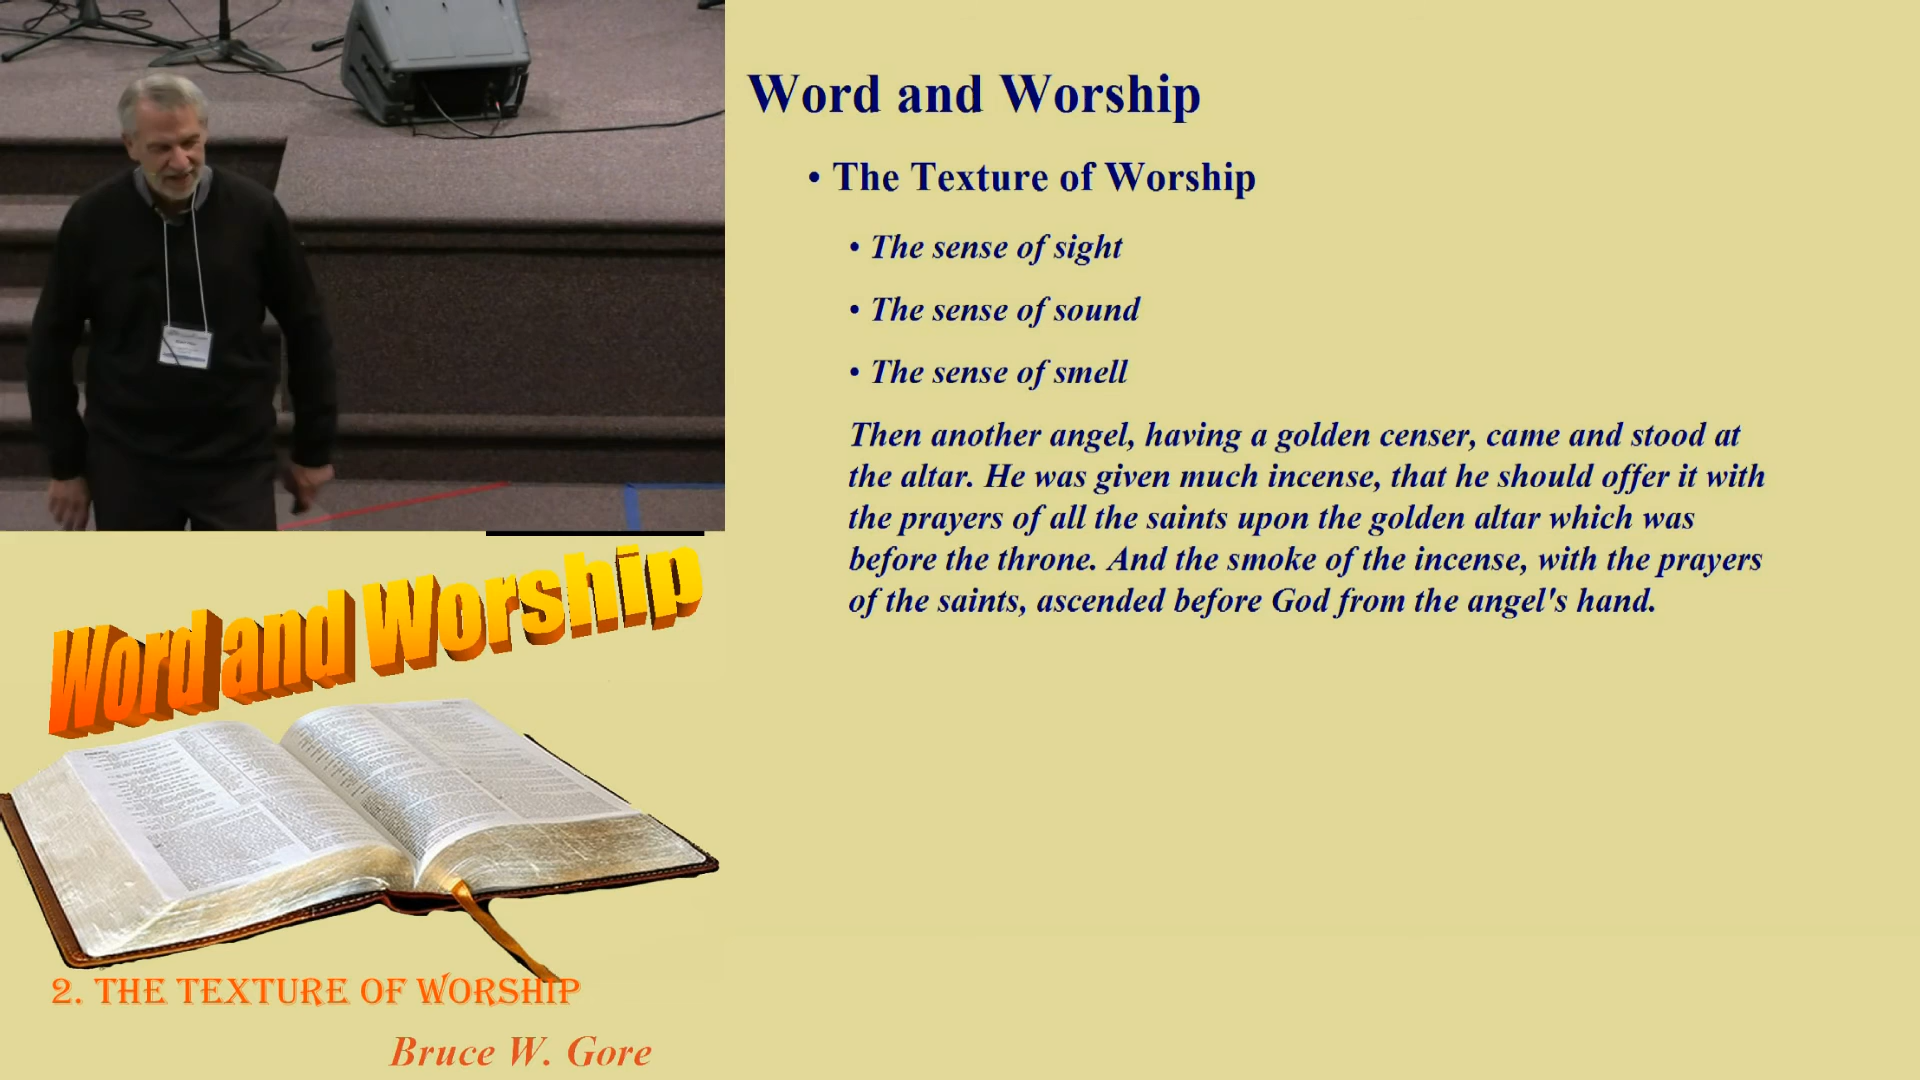 Word and Worship
• The Texture of Worship
• The sense of sight
• The sense of sound
• The sense of smell
Then another angel, having a golden censer, came and stood at
the altar. He was given much incense, that he should offer it with
the prayers of all the saints upon the golden altar which was
before the throne. And the smoke of the incense, with the prayers
of the saints, ascended before God from the angel's hand.
Word and Worship
2. THE TEXTURE OF WORSHIP
Bruce W. Gore